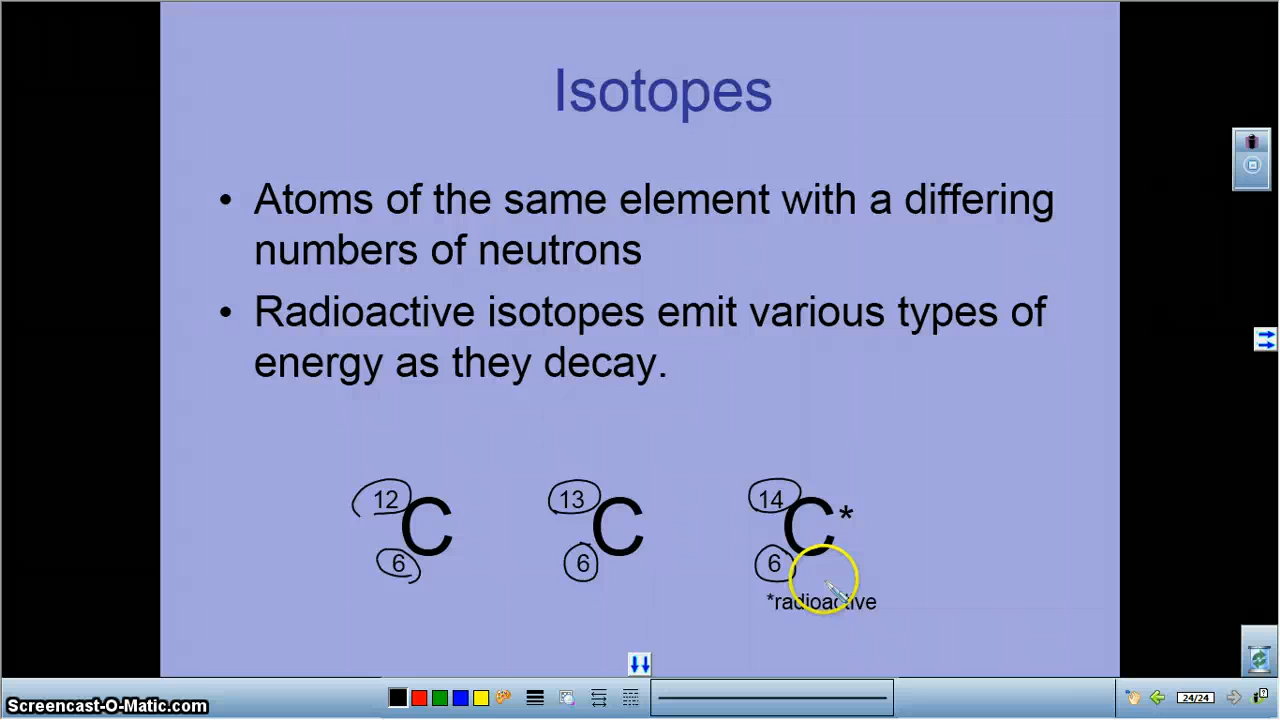 Isotopes
• Atoms of the same element with a differing
numbers of neutrons
• Radioactive isotopes emit various types of
energy as they decay.
12 13 14
C C C*
6 6 6
*radioactive
24/24
Screencast-O-Matic.com